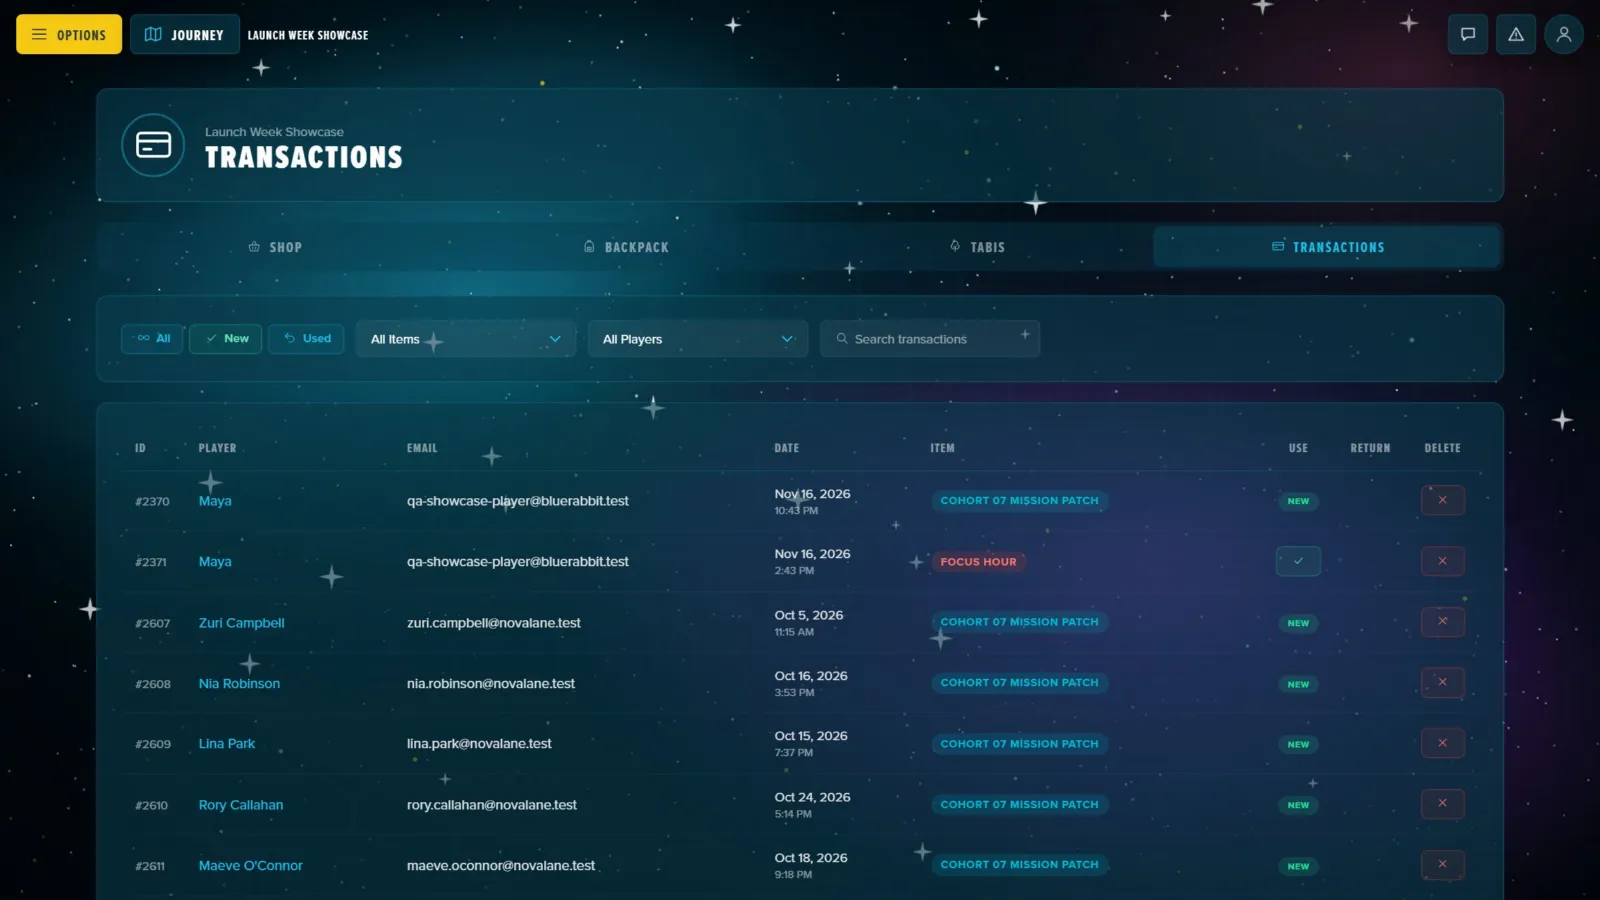 OPTIONS
JOURNEY
LAUNCH WEEK SHOWCASE
Launch Week Showcase
TRANSACTIONS
SHOP
BACKPACK
TABIS
TRANSACTIONS
All
New
Used
All Items
All Players
Search transactions
ID PLAYER EMAIL DATE ITEM USE RETURN DELETE
#2370 Maya qa-showcase-player@bluerabbit.test Nov 16, 2026 COHORT 07 MISSION PATCH NEW
10:43 PM
#2371 Maya qa-showcase-player@bluerabbit.test Nov 16, 2026 FOCUS HOUR
2:43 PM
#2607 Zuri Campbell zuri.campbell@novalane.test Oct 5, 2026 COHORT 07 MISSION PATCH NEW
11:15 AM
#2608 Nia Robinson nia.robinson@novalane.test Oct 16, 2026 COHORT 07 MISSION PATCH NEW
3:53 PM
#2609 Lina Park lina.park@novalane.test Oct 15, 2026 COHORT 07 MISSION PATCH NEW
7:37 PM
#2610 Rory Callahan rory.callahan@novalane.test Oct 24, 2026 COHORT 07 MISSION PATCH NEW
5:14 PM
#2611 Maeve O'Connor maeve.oconnor@novalane.test Oct 18, 2026 COHORT 07 MISSION PATCH NEW
9:18 PM